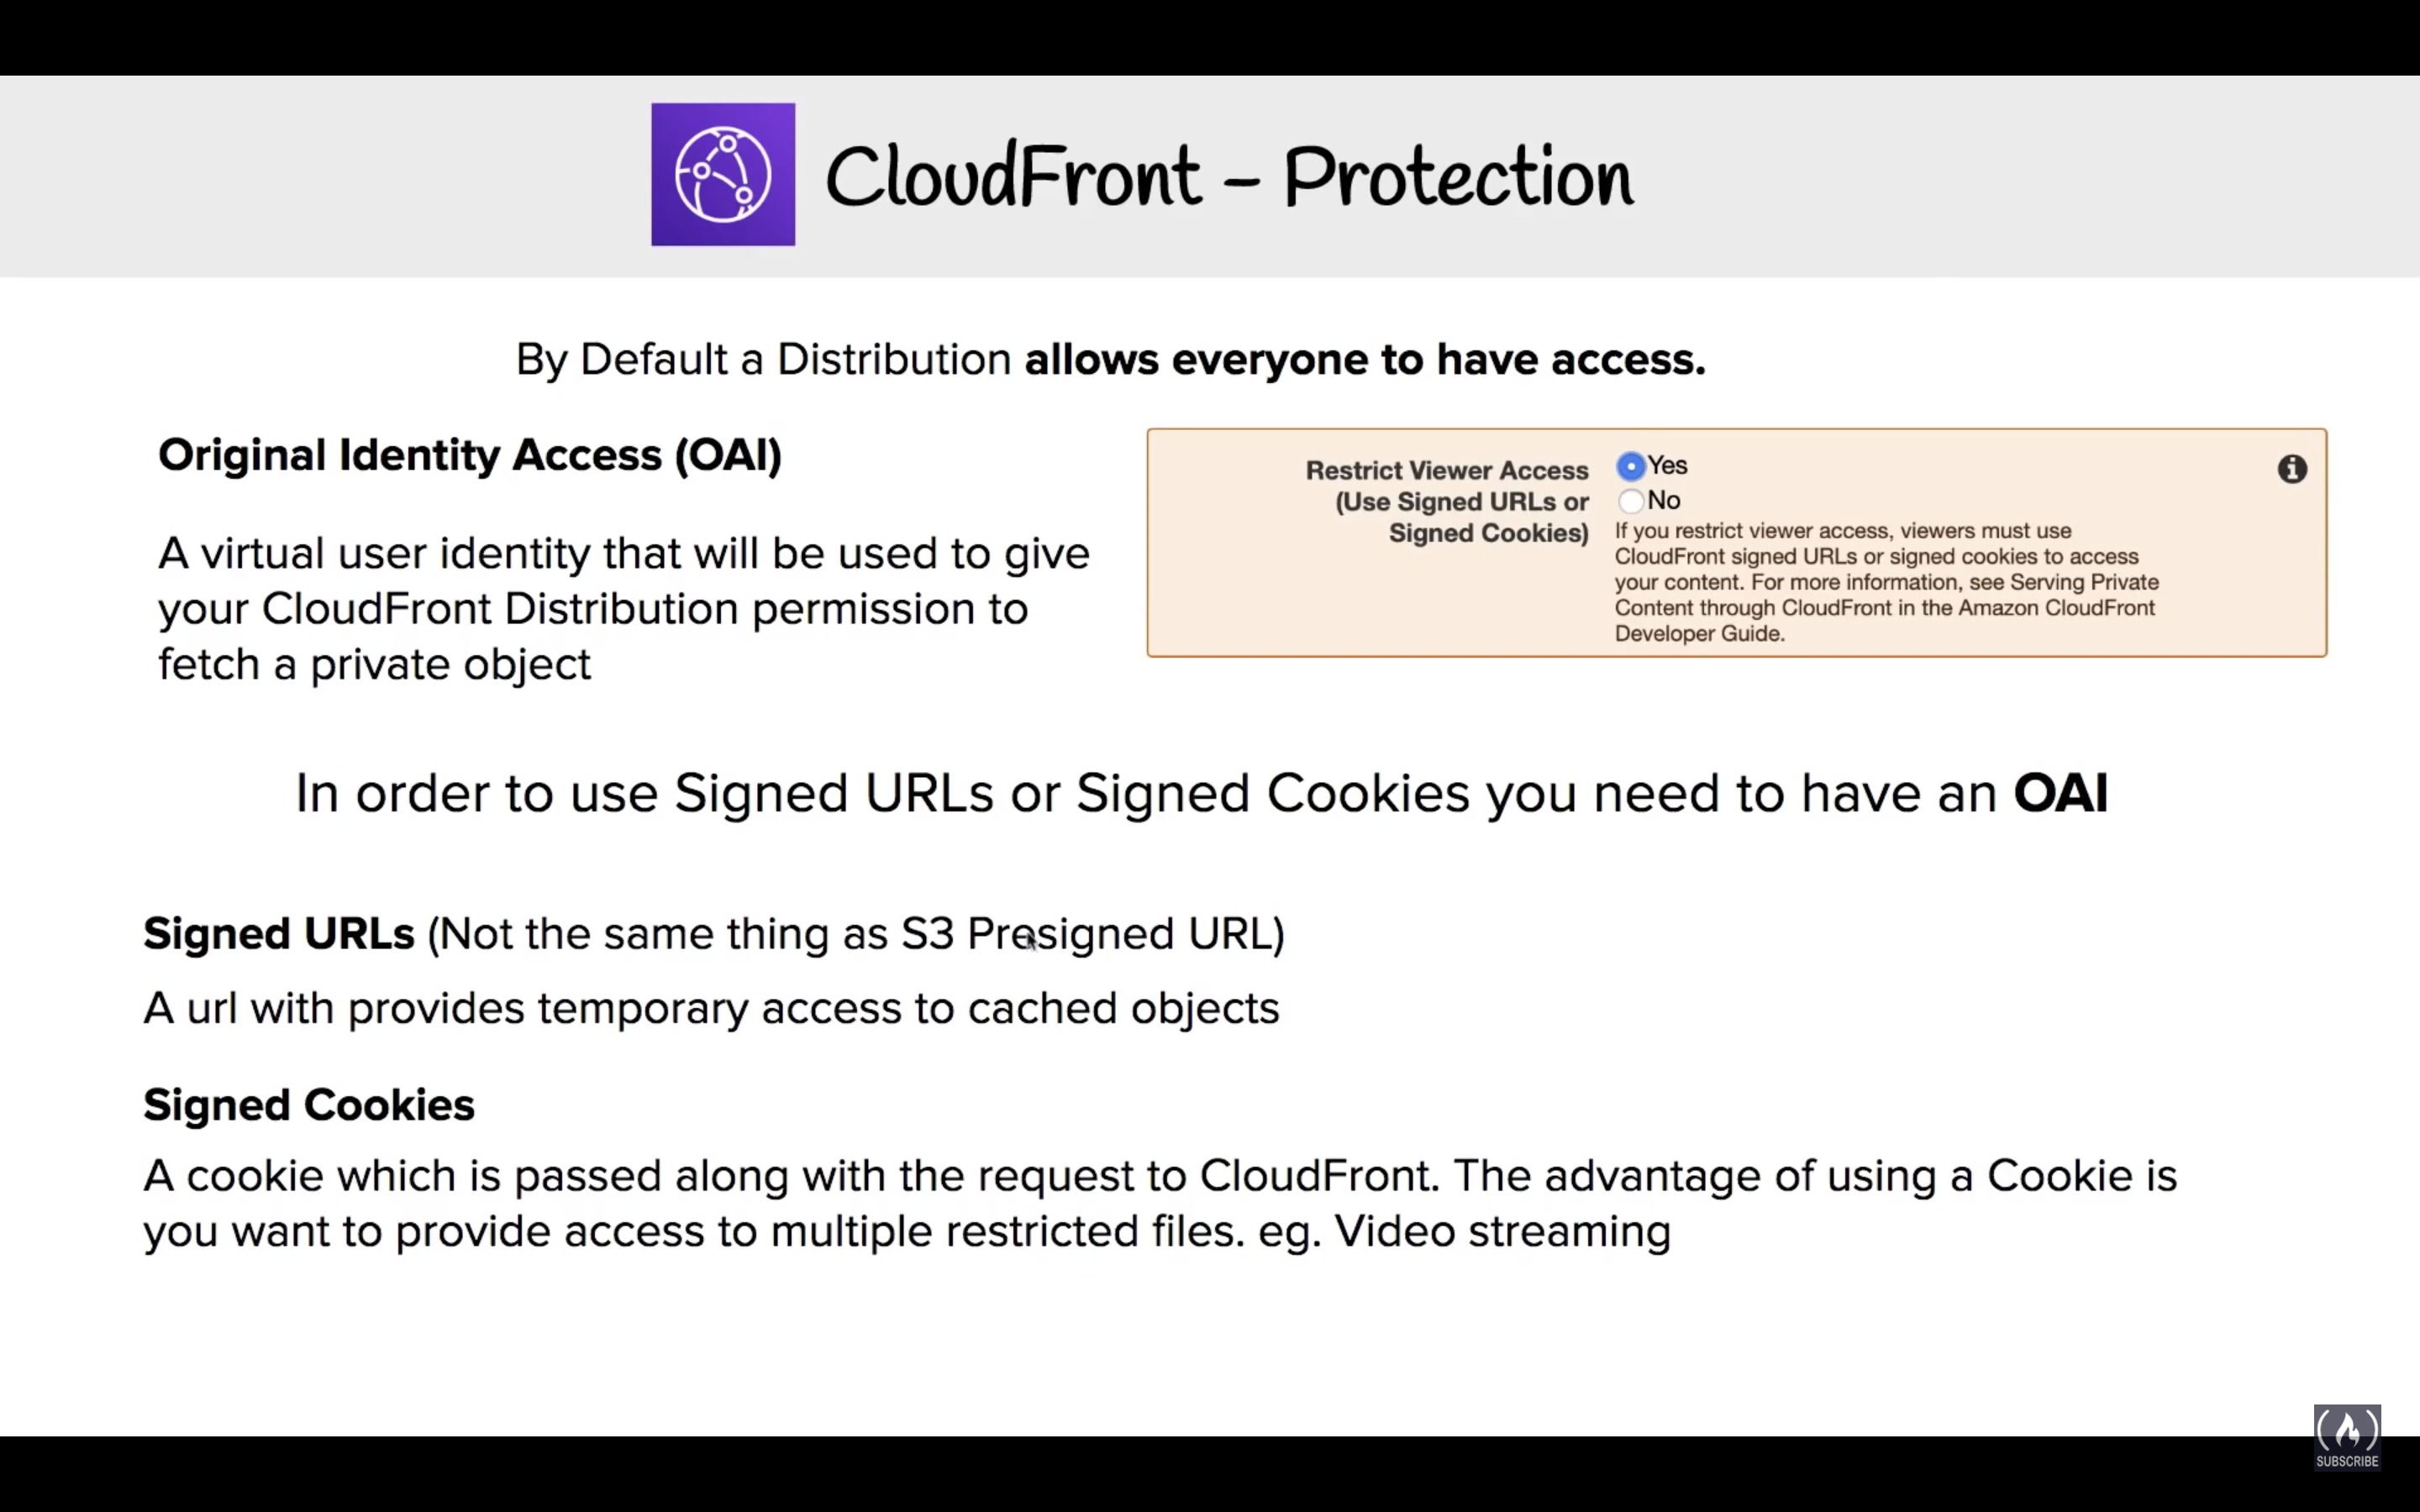 CloudFront – Protection
By Default a Distribution allows everyone to have access.
Original Identity Access (OAI)
A virtual user identity that will be used to give
your CloudFront Distribution permission to
fetch a private object
Restrict Viewer Access
(Use Signed URLs or
Signed Cookies)
Yes
No
If you restrict viewer access, viewers must use
CloudFront signed URLs or signed cookies to access
your content. For more information, see Serving Private
Content through CloudFront in the Amazon CloudFront
Developer Guide.
In order to use Signed URLs or Signed Cookies you need to have an OAI
Signed URLs (Not the same thing as S3 Presigned URL)
A url with provides temporary access to cached objects
Signed Cookies
A cookie which is passed along with the request to CloudFront. The advantage of using a Cookie is
you want to provide access to multiple restricted files. eg. Video streaming
SUBSCRIBE